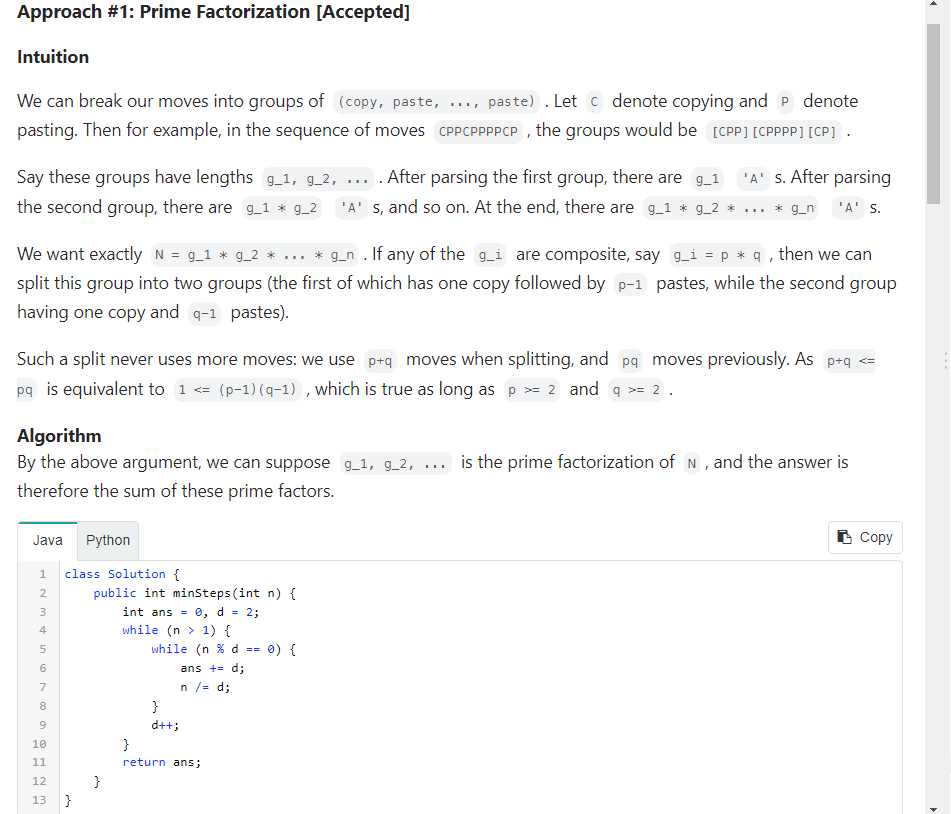 Approach #1: Prime Factorization [Accepted]
Intuition
We can break our moves into groups of (copy, paste, ..., paste) . Let C denote copying and P denote
pasting. Then for example, in the sequence of moves CPPCPPPPCP , the groups would be [CPP][CPPPP][CP] .
Say these groups have lengths g_1, g_2, ... . After parsing the first group, there are g_1 'A' s. After parsing
the second group, there are g_1 * g_2 'A' s, and so on. At the end, there are g_1 * g_2 * ... * g_n 'A' s.
We want exactly N = g_1 * g_2 * ... * g_n . If any of the g_i are composite, say g_i = p * q , then we can
split this group into two groups (the first of which has one copy followed by p-1 pastes, while the second group
having one copy and q-1 pastes).
Such a split never uses more moves: we use p+q moves when splitting, and pq moves previously. As p+q <=
pq is equivalent to 1 <= (p-1)(q-1) , which is true as long as p >= 2 and q >= 2 .
Algorithm
By the above argument, we can suppose g_1, g_2, ... is the prime factorization of N , and the answer is
therefore the sum of these prime factors.
Java Python Copy
1 class Solution {
2     public int minSteps(int n) {
3         int ans = 0, d = 2;
4         while (n > 1) {
5             while (n % d == 0) {
6                 ans += d;
7                 n /= d;
8             }
9             d++;
10         }
11         return ans;
12     }
13 }